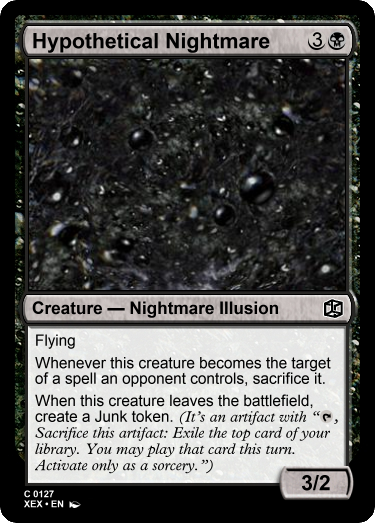 Hypothetical Nightmare 3
Creature — Nightmare Illusion
Flying
Whenever this creature becomes the target
of a spell an opponent controls, sacrifice it.
When this creature leaves the battlefield,
create a Junk token. (It's an artifact with “, 
Sacrifice this artifact: Exile the top card of your
library. You may play that card this turn.
Activate only as a sorcery.”)
3/2
C 0127
XEX • EN